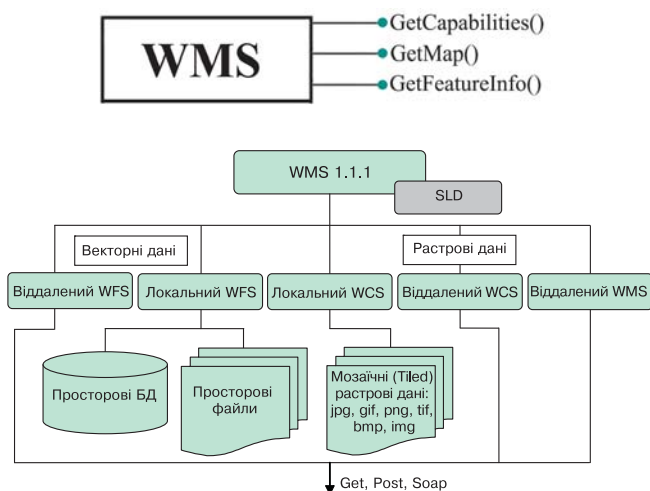 WMS
GetCapabilities()
GetMap()
GetFeatureInfo()
WMS 1.1.1
SLD
Векторні дані
Растрові дані
Віддалений WFS
Локальний WFS
Локальний WCS
Віддалений WCS
Віддалений WMS
Просторові БД
Просторові
файли
Мозаїчні (Tiled)
растрові дані:
jpg, gif, png, tif,
bmp, img
Get, Post, Soap